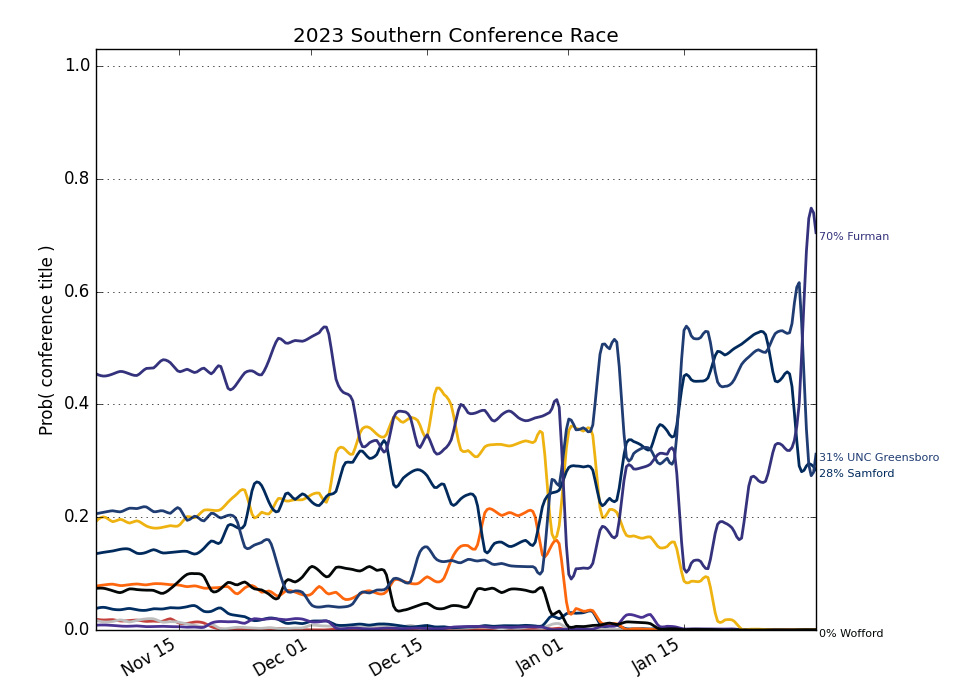 2023 Southern Conference Race
Prob( conference title )
1.0
0.8
0.6
0.4
0.2
0.0
70% Furman
31% UNC Greensboro
28% Samford
0% Wofford
Nov 15
Dec 01
Dec 15
Jan 01
Jan 15